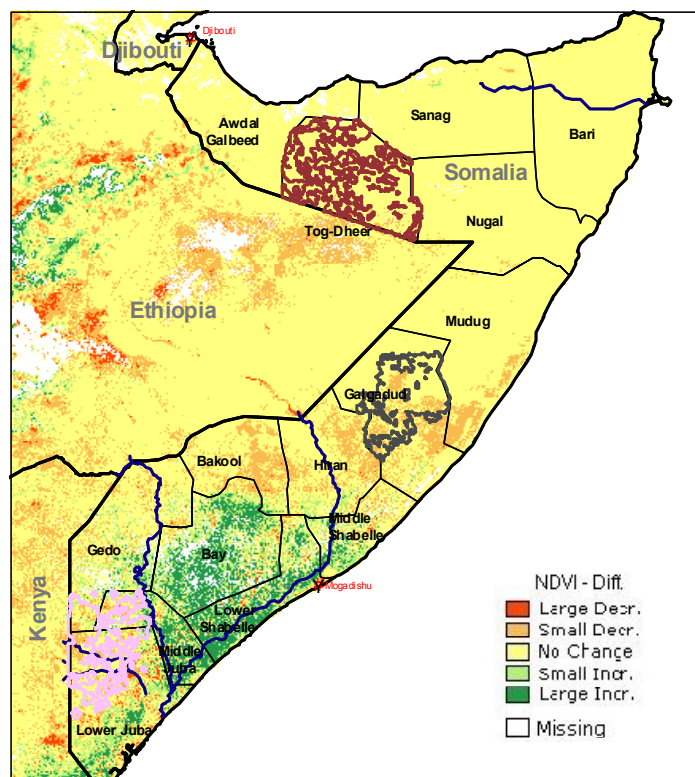 Djibouti
Djibouti
Awdal
Galbeed
Sanag
Bari
Somalia
Nugal
Tog-Dheer
Ethiopia
Mudug
Galgadud
Bakool
Hiran
Middle
Shabelle
Gedo
Bay
Mogadishu
Lower
Shabelle
Kenya
Middle
Juba
Lower Juba
NDVI - Diff.
Large Decr.
Small Decr.
No Change
Small Incr.
Large Incr.
Missing